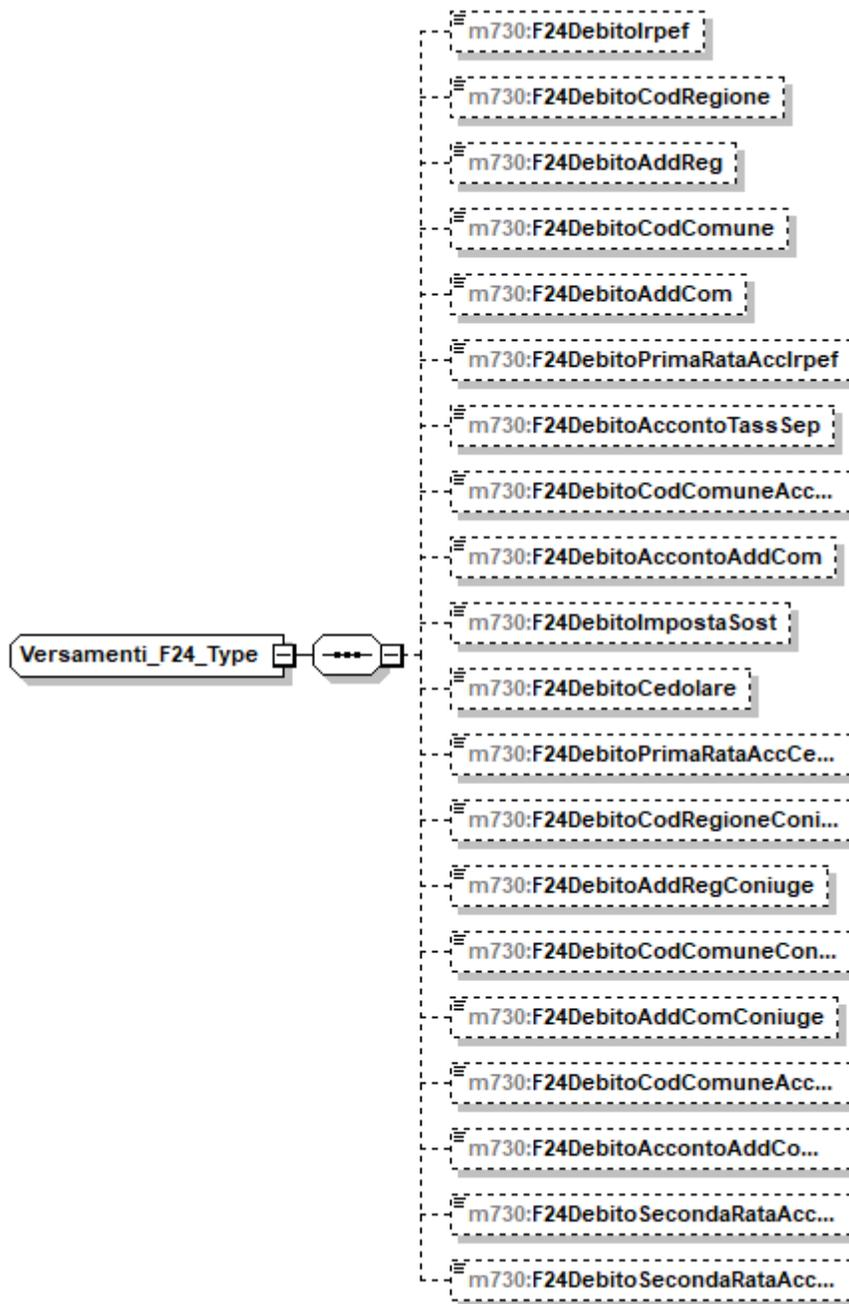 m730:F24DebitoIrpef
m730:F24DebitoCodRegione
m730:F24DebitoAddReg
m730:F24DebitoCodComune
m730:F24DebitoAddCom
m730:F24DebitoPrimaRataAccIrpef
m730:F24DebitoAccontoTassSep
m730:F24DebitoCodComuneAcc...
m730:F24DebitoAccontoAddCom
m730:F24DebitoImpostaSost
Versamenti_F24_Type
m730:F24DebitoCedolare
m730:F24DebitoPrimaRataAccCe...
m730:F24DebitoCodRegioneConi...
m730:F24DebitoAddRegConiuge
m730:F24DebitoCodComuneCon...
m730:F24DebitoAddComConiuge
m730:F24DebitoCodComuneAcc...
m730:F24DebitoAccontoAddCo...
m730:F24DebitoSecondaRataAcc...
m730:F24DebitoSecondaRataAcc...